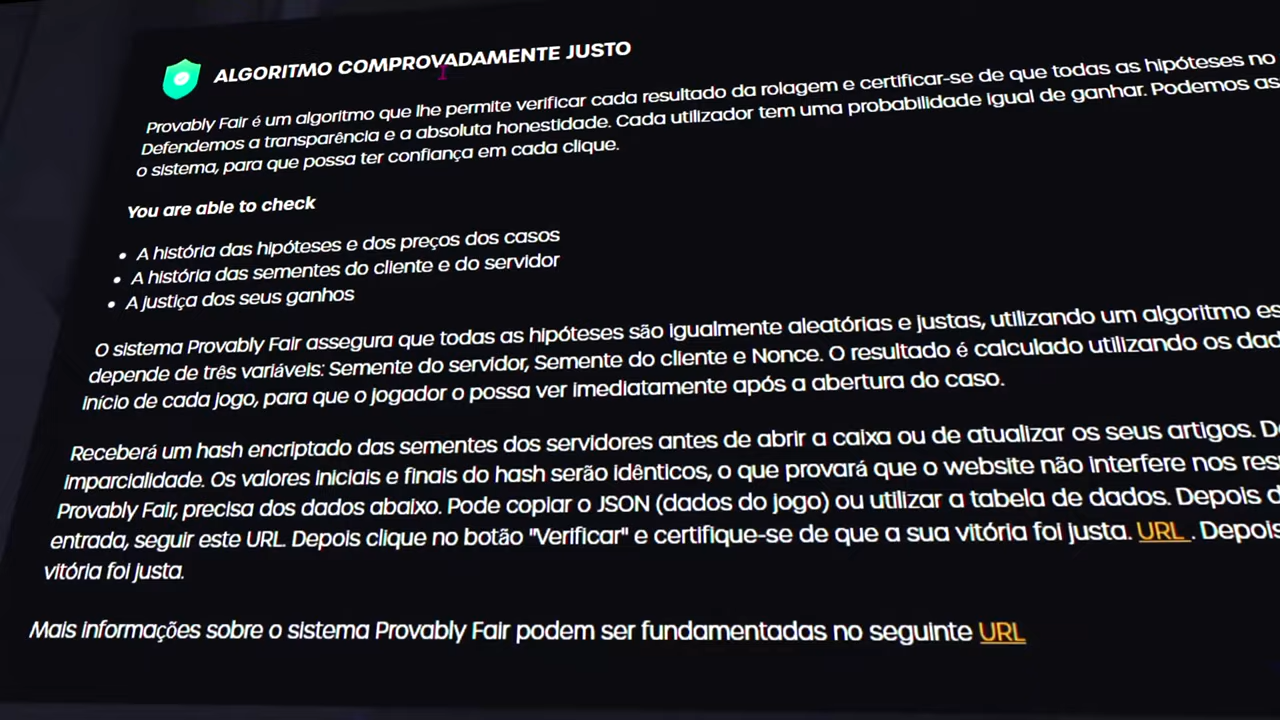 ALGORITMO COMPROVADAMENTE JUSTO
Provably Fair é um algoritmo que lhe permite verificar cada resultado da rolagem e certificar-se de que todas as hipóteses no
Defendemos a transparência e a absoluta honestidade. Cada utilizador tem uma probabilidade igual de ganhar. Podemos as
o sistema, para que possa ter confiança em cada clique.
You are able to check
• A história das hipóteses e dos preços dos casos
• A história das sementes do cliente e do servidor
• A justiça dos seus ganhos
O sistema Provably Fair assegura que todas as hipóteses são igualmente aleatórias e justas, utilizando um algoritmo es
depende de três variáveis: Semente do servidor, Semente do cliente e Nonce. O resultado é calculado utilizando os dad
início de cada jogo, para que o jogador o possa ver imediatamente após a abertura do caso.
Receberá um hash encriptado das sementes dos servidores antes de abrir a caixa ou de atualizar os seus artigos. De
imparcialidade. Os valores iniciais e finais do hash serão idênticos, o que provará que o website não interfere nos res
Provably Fair, precisa dos dados abaixo. Pode copiar o JSON (dados do jogo) ou utilizar a tabela de dados. Depois d
entrada, seguir este URL. Depois clique no botão "Verificar" e certifique-se de que a sua vitória foi justa. URL . Depois
vitória foi justa.
Mais informações sobre o sistema Provably Fair podem ser fundamentadas no seguinte URL